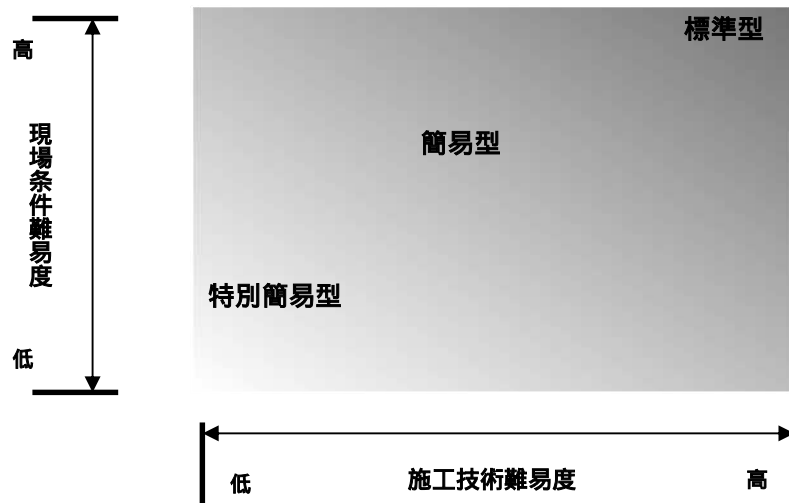 標準型
高
現場条件難易度
簡易型
特別簡易型
低
低
施工技術難易度
高